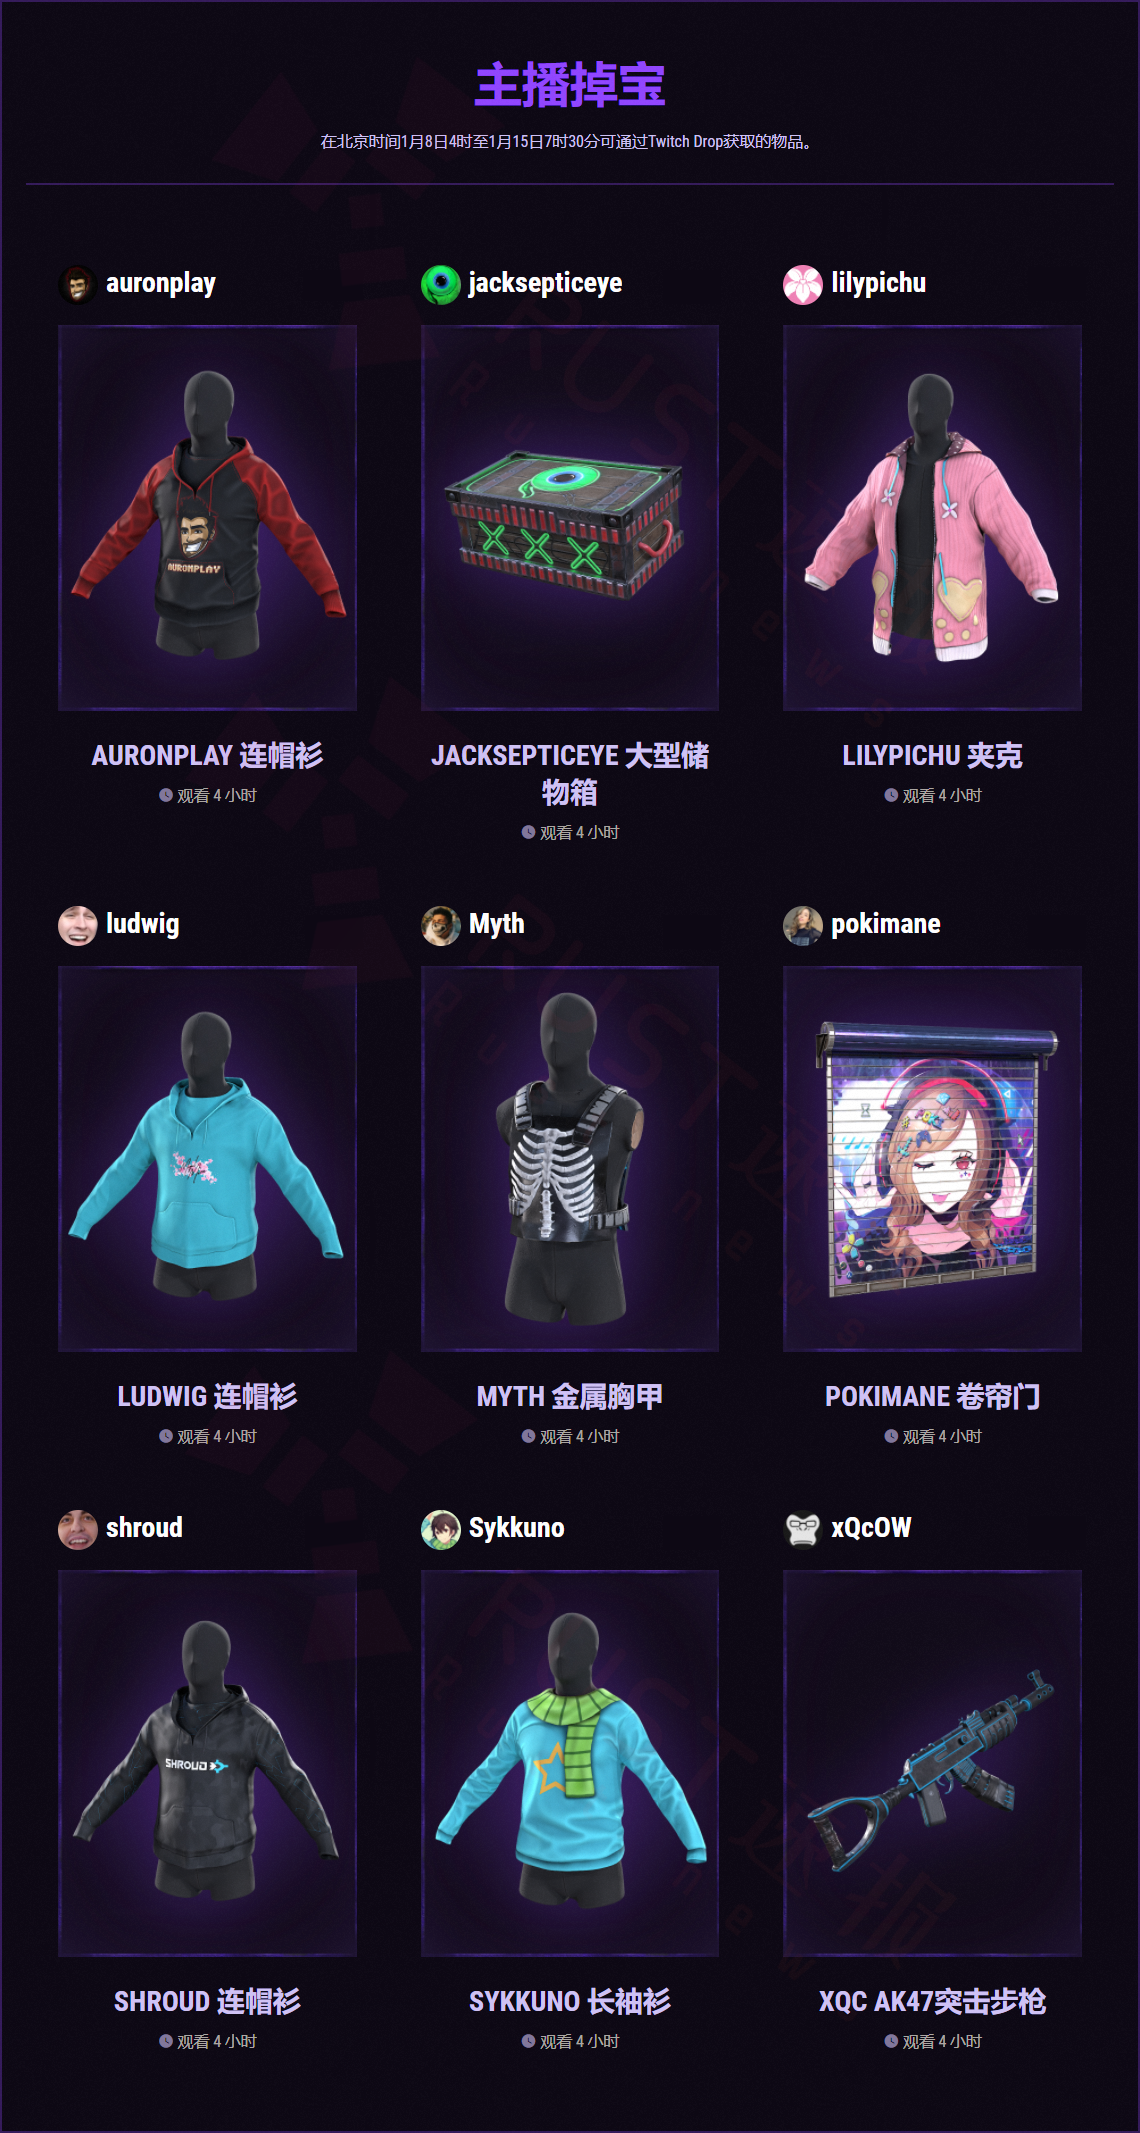 主播掉宝
在北京时间1月8日4时至1月15日7时30分可通过Twitch Drop获取的物品。
auronplay
jacksepticeye
lilypichu
AURONPLAY
AURONPLAY 连帽衫
观看 4 小时
JACKSEPTICEYE 大型储
物箱
观看 4 小时
LILYPICHU 夹克
观看 4 小时
ludwig
Myth
pokimane
LUDWIG 连帽衫
观看 4 小时
MYTH 金属胸甲
观看 4 小时
POKIMANE 卷帘门
观看 4 小时
shroud
Sykkuno
xQcOW
SHROUD
SHROUD 连帽衫
观看 4 小时
SYKKUNO 长袖衫
观看 4 小时
XQC AK47突击步枪
观看 4 小时
RUST 速报
Rust news